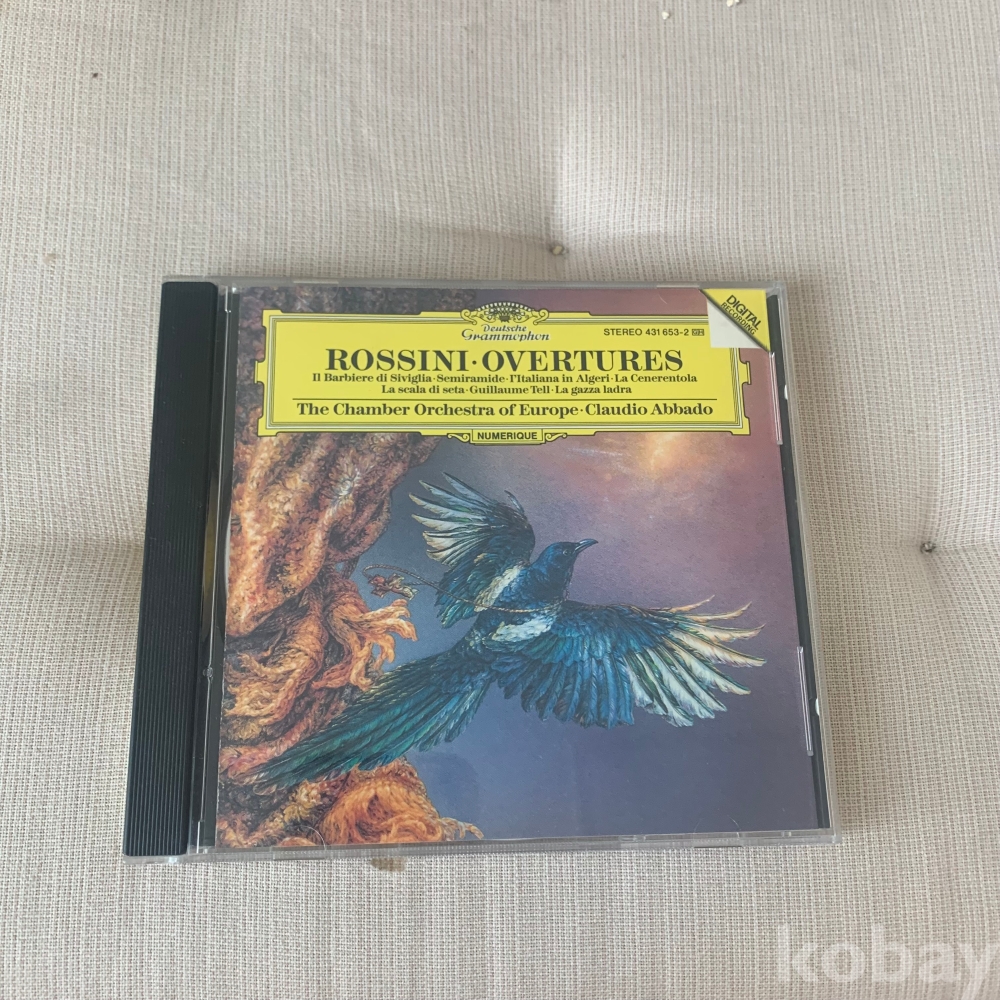 Deutsche
Grammophon
STEREO 431 653-2 GH
DIGITAL
RECORDING
ROSSINI · OVERTURES
Il Barbiere di Siviglia · Semiramide · l'Italiana in Algeri · La Cenerentola
La scala di seta · Guillaume Tell · La gazza ladra
The Chamber Orchestra of Europe · Claudio Abbado
NUMERIQUE
kobay